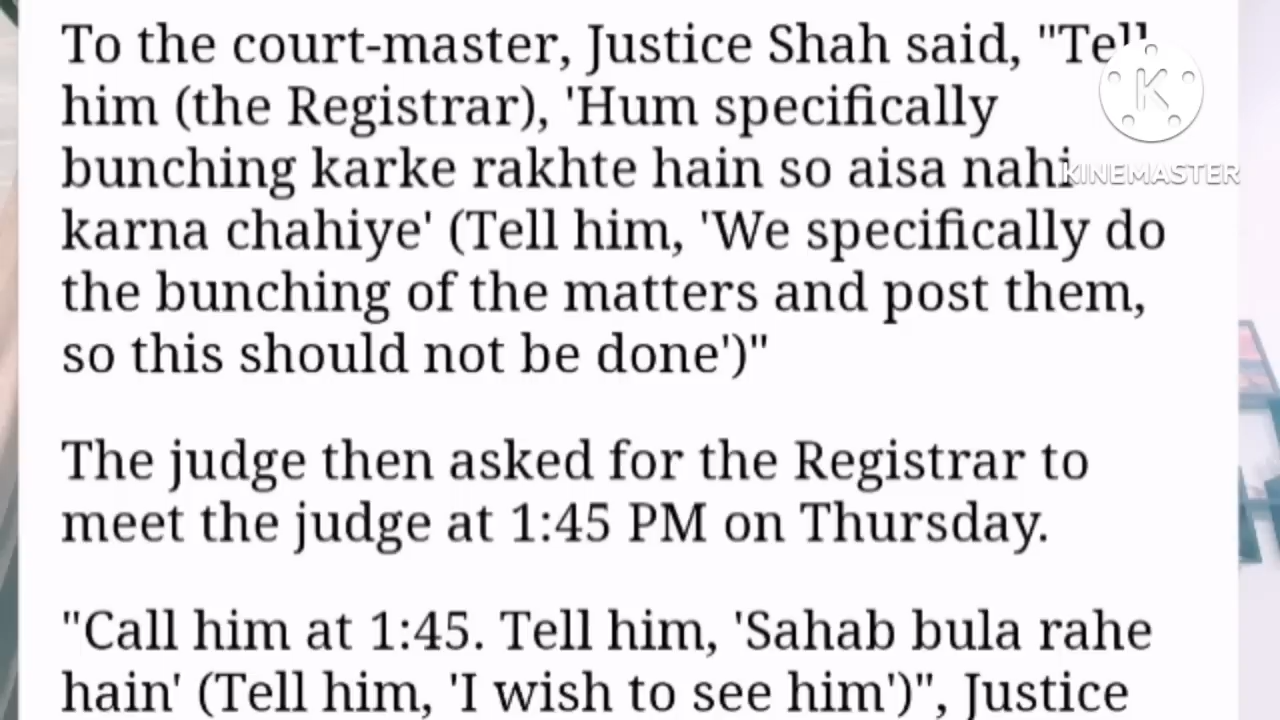 To the court-master, Justice Shah said, "Tell
him (the Registrar), 'Hum specifically
bunching karke rakhte hain so aisa nahi
karna chahiye' (Tell him, 'We specifically do
the bunching of the matters and post them,
so this should not be done')"
The judge then asked for the Registrar to
meet the judge at 1:45 PM on Thursday.
"Call him at 1:45. Tell him, 'Sahab bula rahe
hain' (Tell him, 'I wish to see him')", Justice
K
KINEMASTER